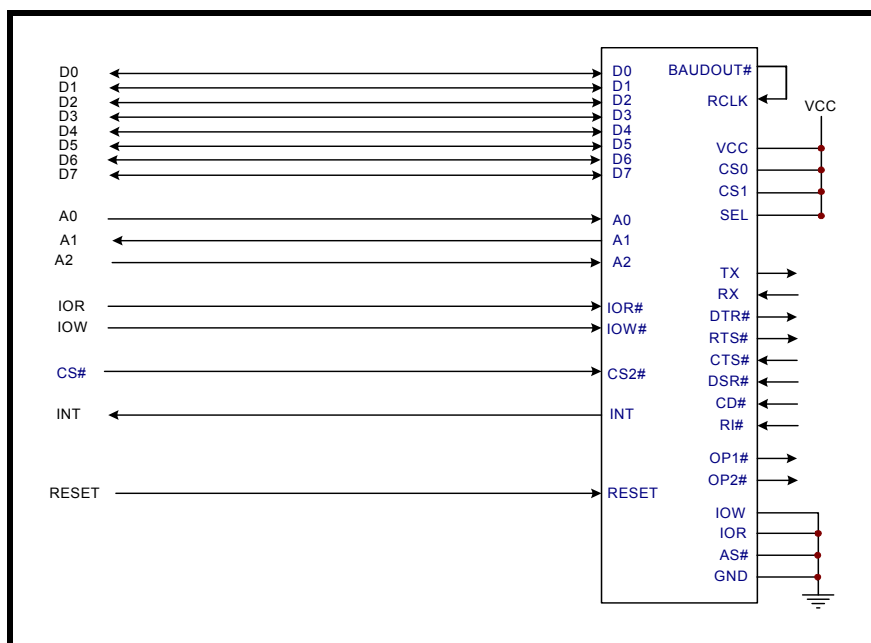 D0 D0 BAUDOUT#
D1 D1
D2 D2 RCLK
D3 D3 VCC
D4 D4
D5 D5 VCC
D6 D6 CS0
D7 D7 CS1
A0 A0 SEL
A1 A1
A2 A2 TX
RX
IOR IOR# DTR#
IOW IOW# RTS#
CTS#
CS# CS2# DSR#
CD#
INT INT RI#
OP1#
OP2#
RESET RESET
IOW
IOR
AS#
GND